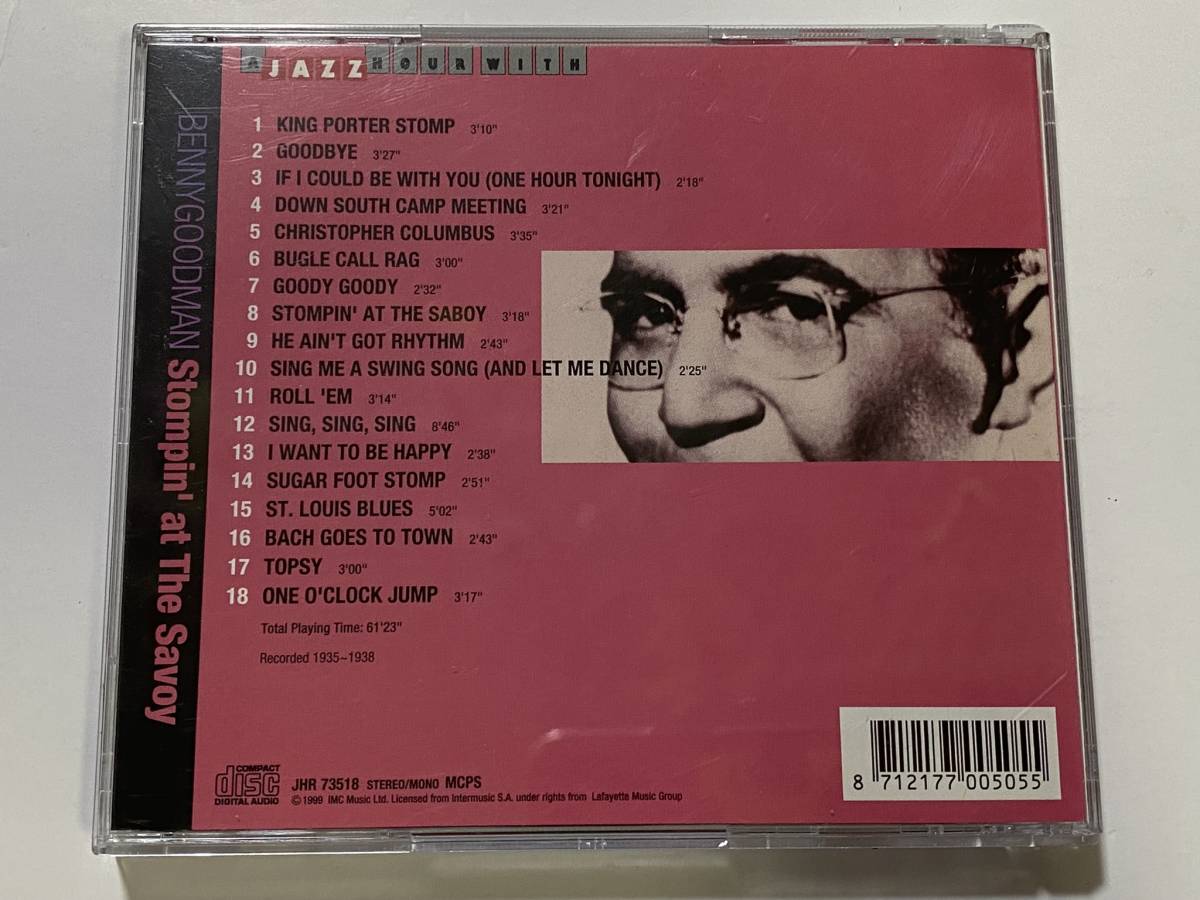 A JAZZ HOUR WITH
BENNY GOODMAN Stompin' at The Savoy
1 KING PORTER STOMP 3'10"
2 GOODBYE 3'27"
3 IF I COULD BE WITH YOU (ONE HOUR TONIGHT) 2'18"
4 DOWN SOUTH CAMP MEETING 3'21"
5 CHRISTOPHER COLUMBUS 3'35"
6 BUGLE CALL RAG 3'00"
7 GOODY GOODY 2'32"
8 STOMPIN' AT THE SABOY 3'18"
9 HE AIN'T GOT RHYTHM 2'43"
10 SING ME A SWING SONG (AND LET ME DANCE) 2'25"
11 ROLL 'EM 3'14"
12 SING, SING, SING 8'46"
13 I WANT TO BE HAPPY 2'38"
14 SUGAR FOOT STOMP 2'51"
15 ST. LOUIS BLUES 5'02"
16 BACH GOES TO TOWN 2'43"
17 TOPSY 3'00"
18 ONE O'CLOCK JUMP 3'17"
Total Playing Time: 61'23"
Recorded 1935~1938
COMPACT disc DIGITAL AUDIO
JHR 73518 STEREO/MONO MCPS
©1999 IMC Music Ltd. Licensed from Intermusic S.A. under rights from Lafayette Music Group
8 712177 005055